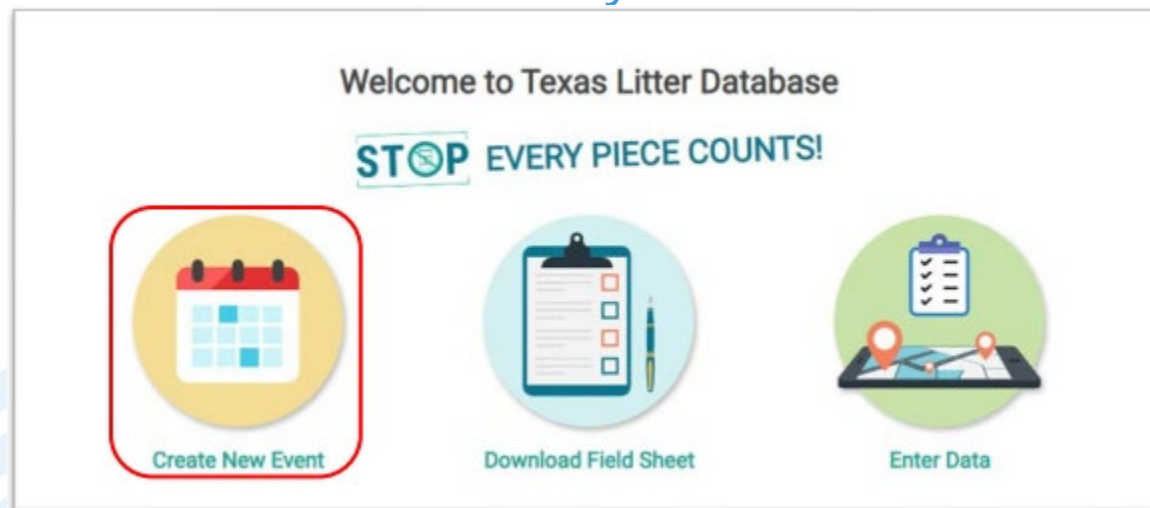 Welcome to Texas Litter Database
STOP EVERY PIECE COUNTS!
Create New Event
Download Field Sheet
Enter Data